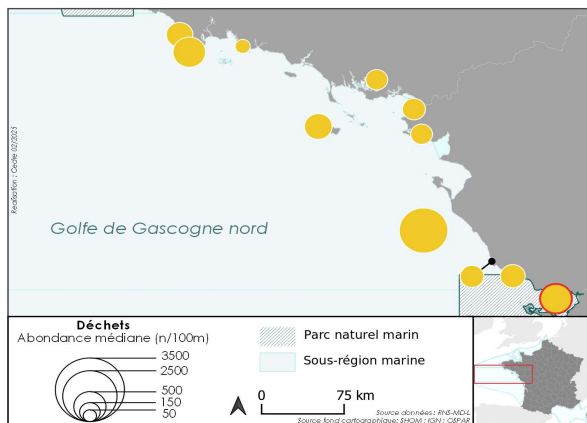 Réalisation : Cedre 02/2025
Golfe de Gascogne nord
Déchets
Abondance médiane (n/100m)
3500
2500
500
150
50
Parc naturel marin
Sous-région marine
0 75 km
Source données : RNS-MD-L
Source fond cartographique: SHOM ; IGN ; OSPAR